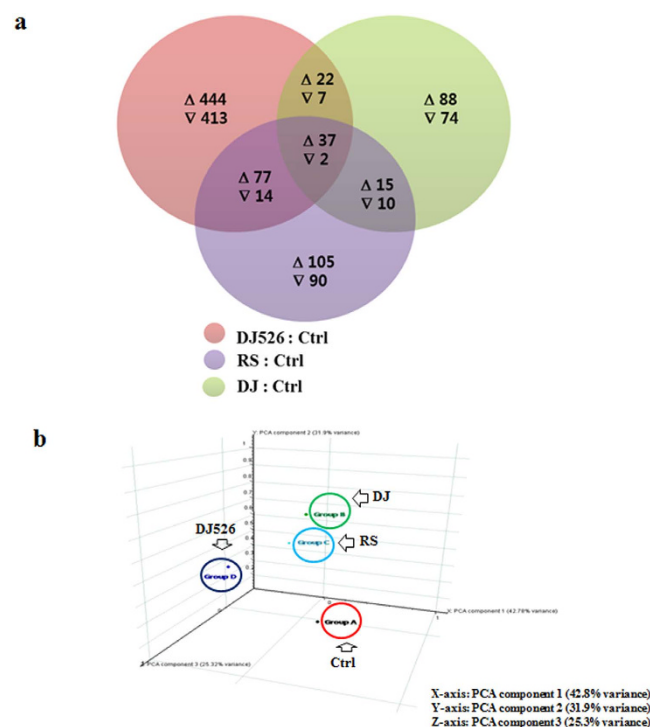 a
Δ 444
∇ 413
Δ 22
∇ 7
Δ 88
∇ 74
Δ 37
∇ 2
Δ 77
∇ 14
Δ 15
∇ 10
Δ 105
∇ 90
DJ526 : Ctrl
RS : Ctrl
DJ : Ctrl
b
Y: PCA component 2 (31.9% variance)
DJ
Group B
RS
Group C
DJ526
Group D
X: PCA component 1 (42.78% variance)
Group A
Ctrl
PCA component 3 (25.32% variance)
X-axis: PCA component 1 (42.8% variance)
Y-axis: PCA component 2 (31.9% variance)
Z-axis: PCA component 3 (25.3% variance)